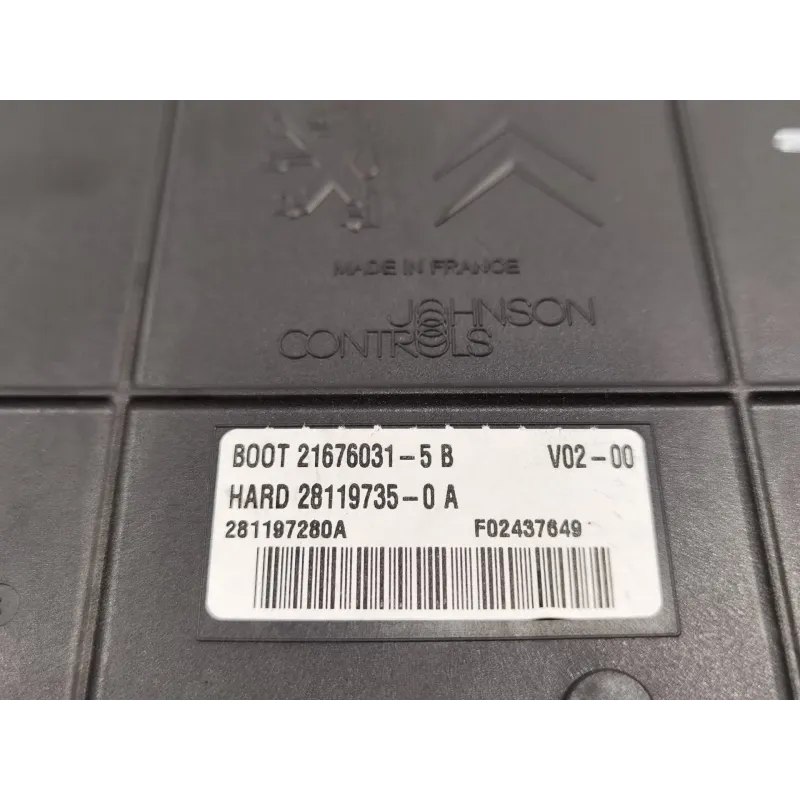 MADE IN FRANCE
JOHNSON
CONTROLS
BOOT 21676031-5 B V02-00
HARD 28119735-0 A
281197280A F02437649